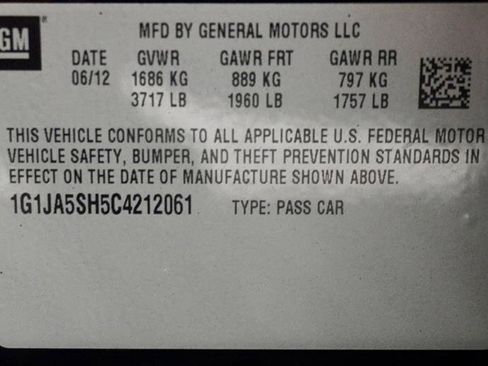 GM
MFD BY GENERAL MOTORS LLC
DATE GVWR GAWR FRT GAWR RR
06/12 1686 KG 889 KG 797 KG
3717 LB 1960 LB 1757 LB
THIS VEHICLE CONFORMS TO ALL APPLICABLE U.S. FEDERAL MOTOR
VEHICLE SAFETY, BUMPER, AND THEFT PREVENTION STANDARDS IN
EFFECT ON THE DATE OF MANUFACTURE SHOWN ABOVE.
1G1JA5SH5C4212061 TYPE: PASS CAR